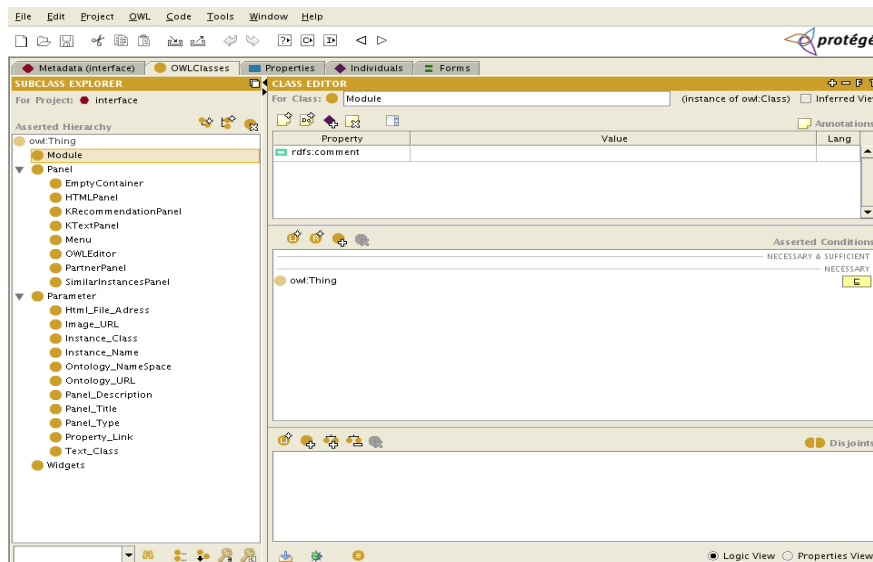 File Edit Project OWL Code Tools Window Help
protégé
Metadata (interface) OWLClasses Properties Individuals Forms
SUBCLASS EXPLORER
For Project: interface
Asserted Hierarchy
owl:Thing
Module
Panel
EmptyContainer
HTMLPanel
KRecommendationPanel
KTextPanel
Menu
OWLEditor
PartnerPanel
SimilarInstancesPanel
Parameter
Html_File_Adress
Image_URL
Instance_Class
Instance_Name
Ontology_NameSpace
Ontology_URL
Panel_Description
Panel_Title
Panel_Type
Property_Link
Text_Class
Widgets
CLASS EDITOR
For Class: Module (instance of owl:Class) Inferred Vie
Annotations
Property Value Lang
rdfs:comment
Asserted Conditions
NECESSARY & SUFFICIENT
NECESSARY
owl:Thing
Disjoints
Logic View Properties View